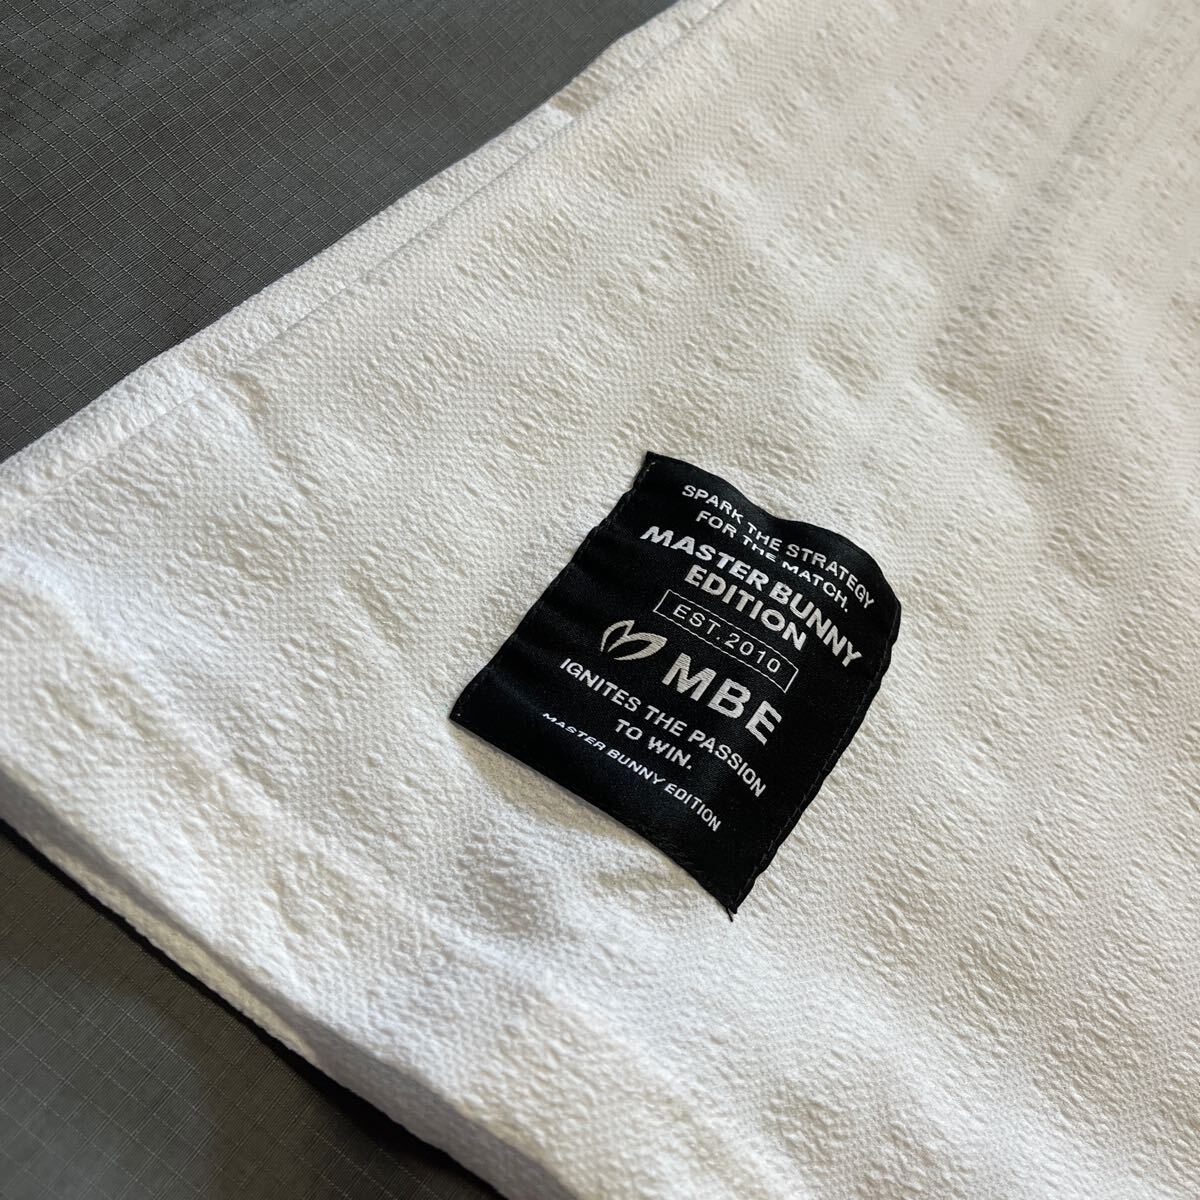 SPARK THE STRATEGY
FOR THE MATCH.
MASTER BUNNY
EDITION
EST. 2010
MBE
IGNITES THE PASSION
TO WIN.
MASTER BUNNY EDITION